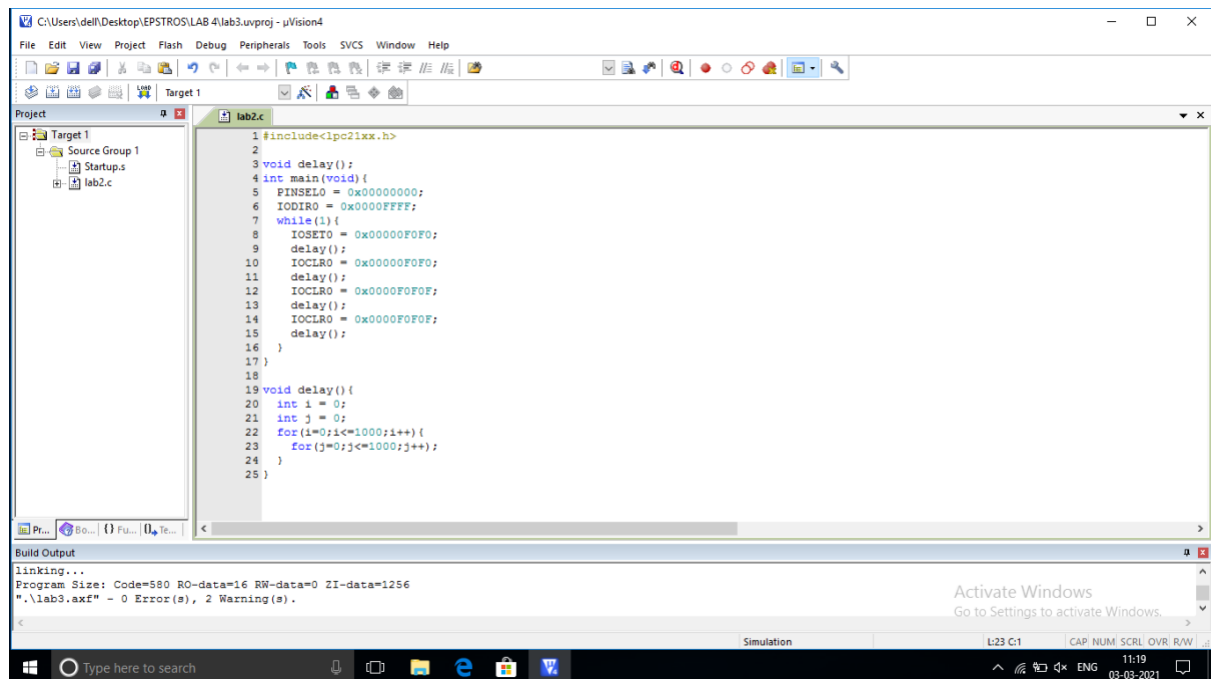 C:\Users\dell\Desktop\EPSTROS\LAB 4\lab3.uvproj - µVision4
File Edit View Project Flash Debug Peripherals Tools SVCS Window Help
LOAD Target 1
Project
lab2.c
Target 1
Source Group 1
Startup.s
lab2.c
1 #include<lpc21xx.h>
2
3 void delay();
4 int main(void){
5 PINSEL0 = 0x00000000;
6 IODIR0 = 0x0000FFFF;
7 while(1){
8 IOSET0 = 0x00000F0F0;
9 delay();
10 IOCLR0 = 0x00000F0F0;
11 delay();
12 IOCLR0 = 0x0000F0F0F;
13 delay();
14 IOCLR0 = 0x0000F0F0F;
15 delay();
16 }
17 }
18
19 void delay(){
20 int i = 0;
21 int j = 0;
22 for(i=0;i<=1000;i++){
23 for(j=0;j<=1000;j++);
24 }
25 }
Pr... Bo... {} Fu... 0 Te...
Build Output
linking...
Program Size: Code=580 RO-data=16 RW-data=0 ZI-data=1256
".\lab3.axf" - 0 Error(s), 2 Warning(s).
Activate Windows
Go to Settings to activate Windows.
Simulation L:23 C:1 CAP NUM SCRL OVR R/W
Type here to search
ENG
11:19
03-03-2021